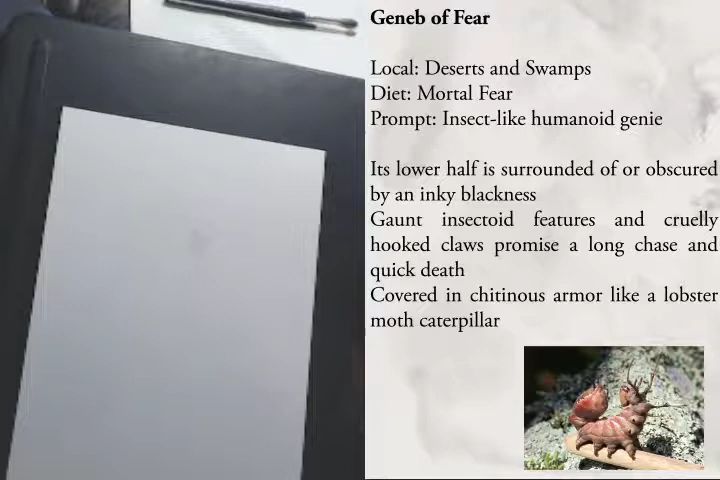 Geneb of Fear
Local: Deserts and Swamps
Diet: Mortal Fear
Prompt: Insect-like humanoid genie
Its lower half is surrounded of or obscured
by an inky blackness
Gaunt insectoid features and cruelly
hooked claws promise a long chase and
quick death
Covered in chitinous armor like a lobster
moth caterpillar